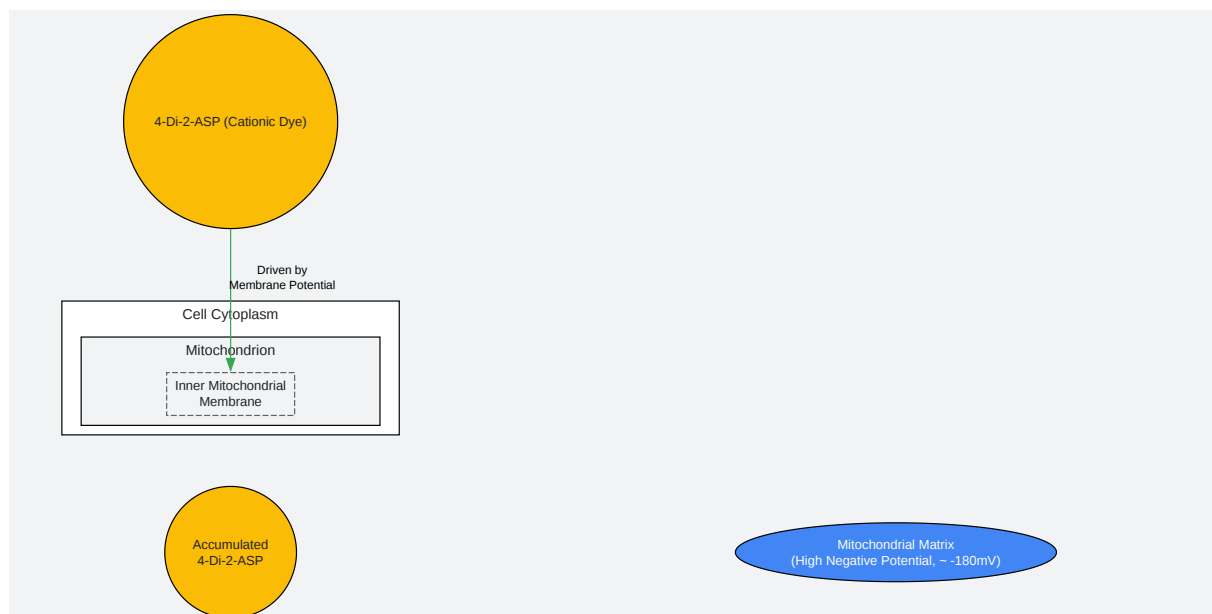 4-Di-2-ASP (Cationic Dye)
Driven by
Membrane Potential
Cell Cytoplasm
Mitochondrion
Inner Mitochondrial
Membrane
Accumulated
4-Di-2-ASP
Mitochondrial Matrix
(High Negative Potential, ~ -180mV)